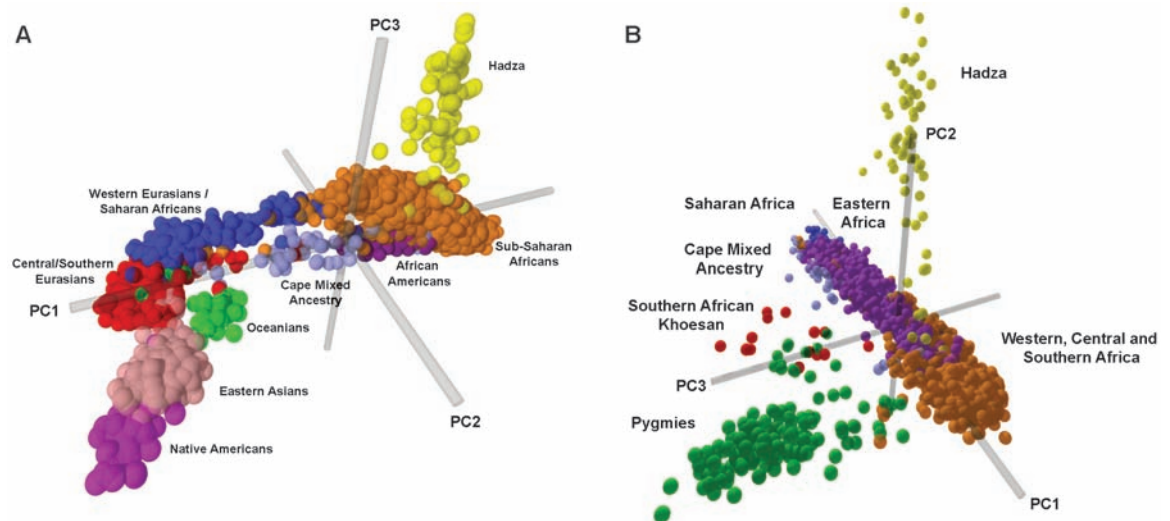 A
PC3
Hadza
Western Eurasians /
Saharan Africans
Sub-Saharan
Africans
African
Americans
Central/Southern
Eurasians
Cape Mixed
Ancestry
PC1
Oceanians
Eastern Asians
PC2
Native Americans
B
Hadza
PC2
Saharan Africa
Eastern
Africa
Cape Mixed
Ancestry
Southern African
Khoesan
Western, Central and
Southern Africa
PC3
Pygmies
PC1